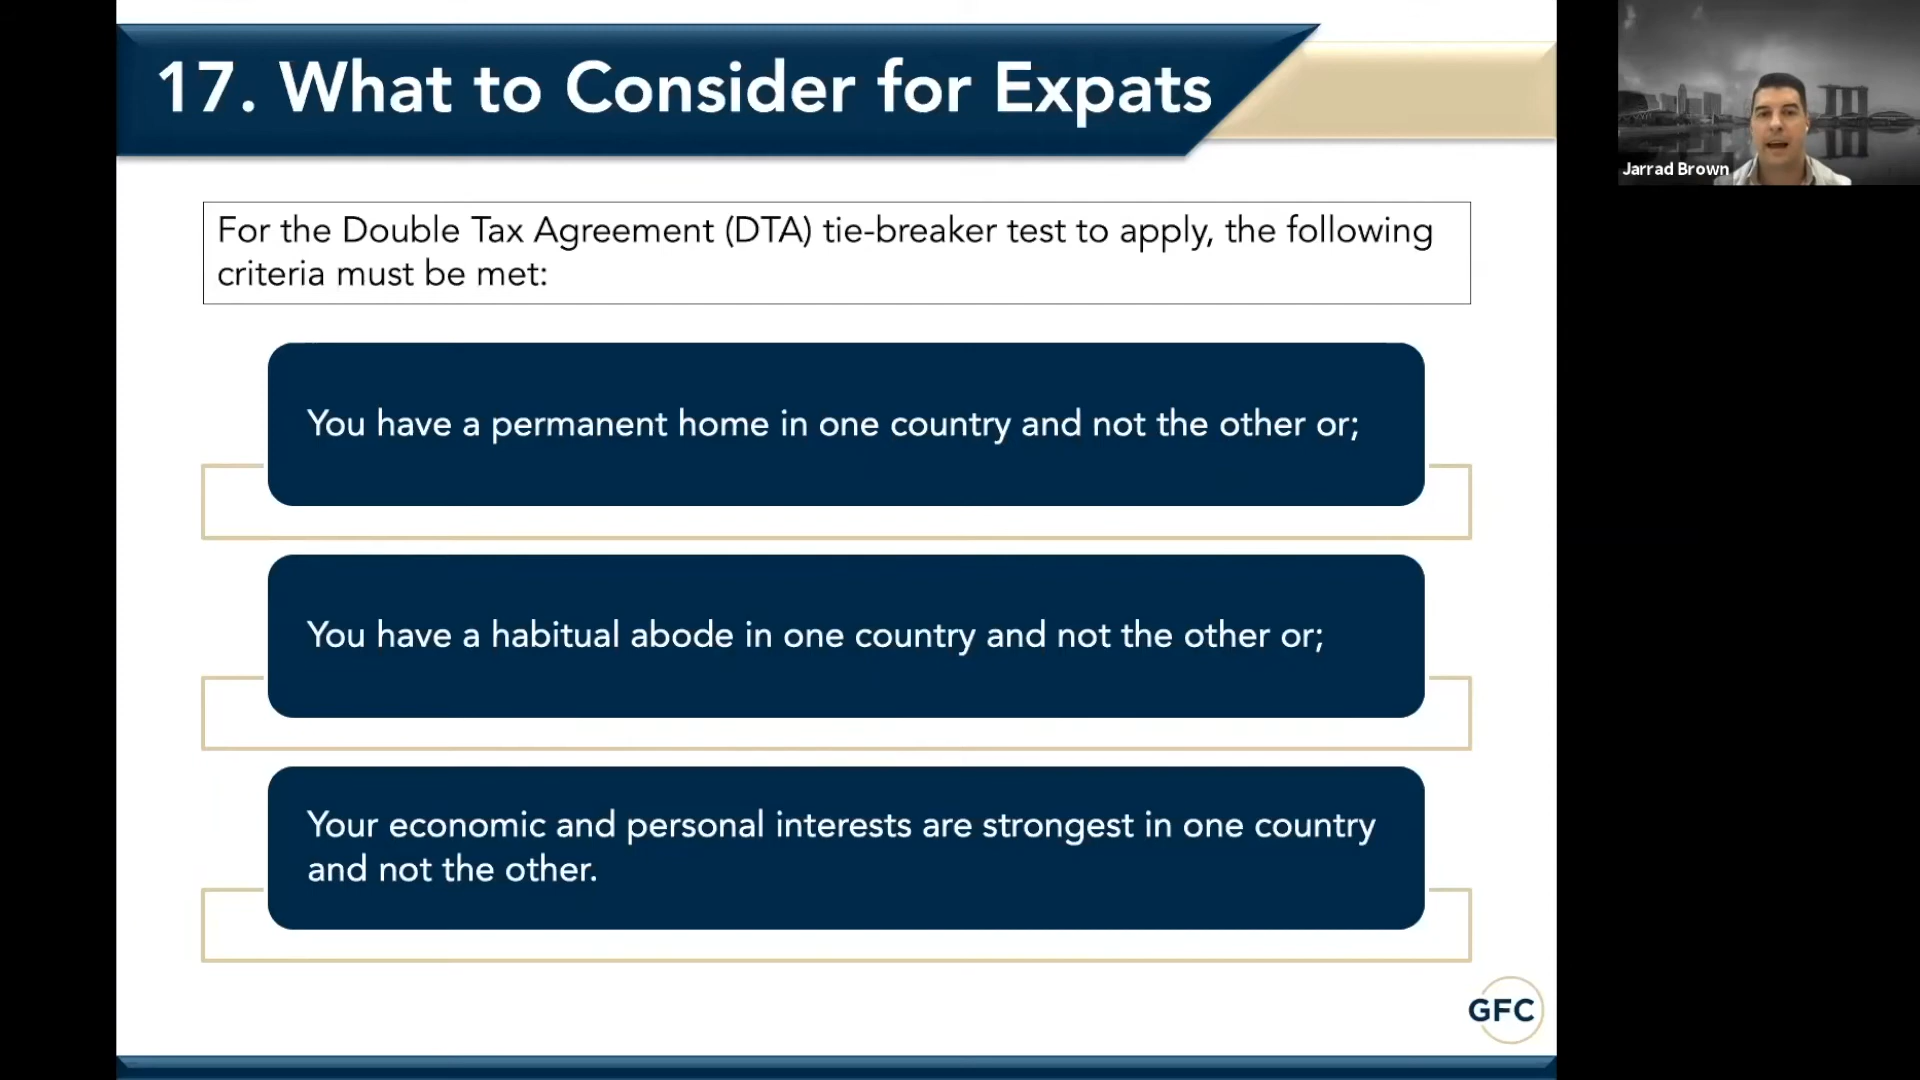 17. What to Consider for Expats
Jarrad Brown
For the Double Tax Agreement (DTA) tie-breaker test to apply, the following
criteria must be met:
You have a permanent home in one country and not the other or;
You have a habitual abode in one country and not the other or;
Your economic and personal interests are strongest in one country
and not the other.
GFC